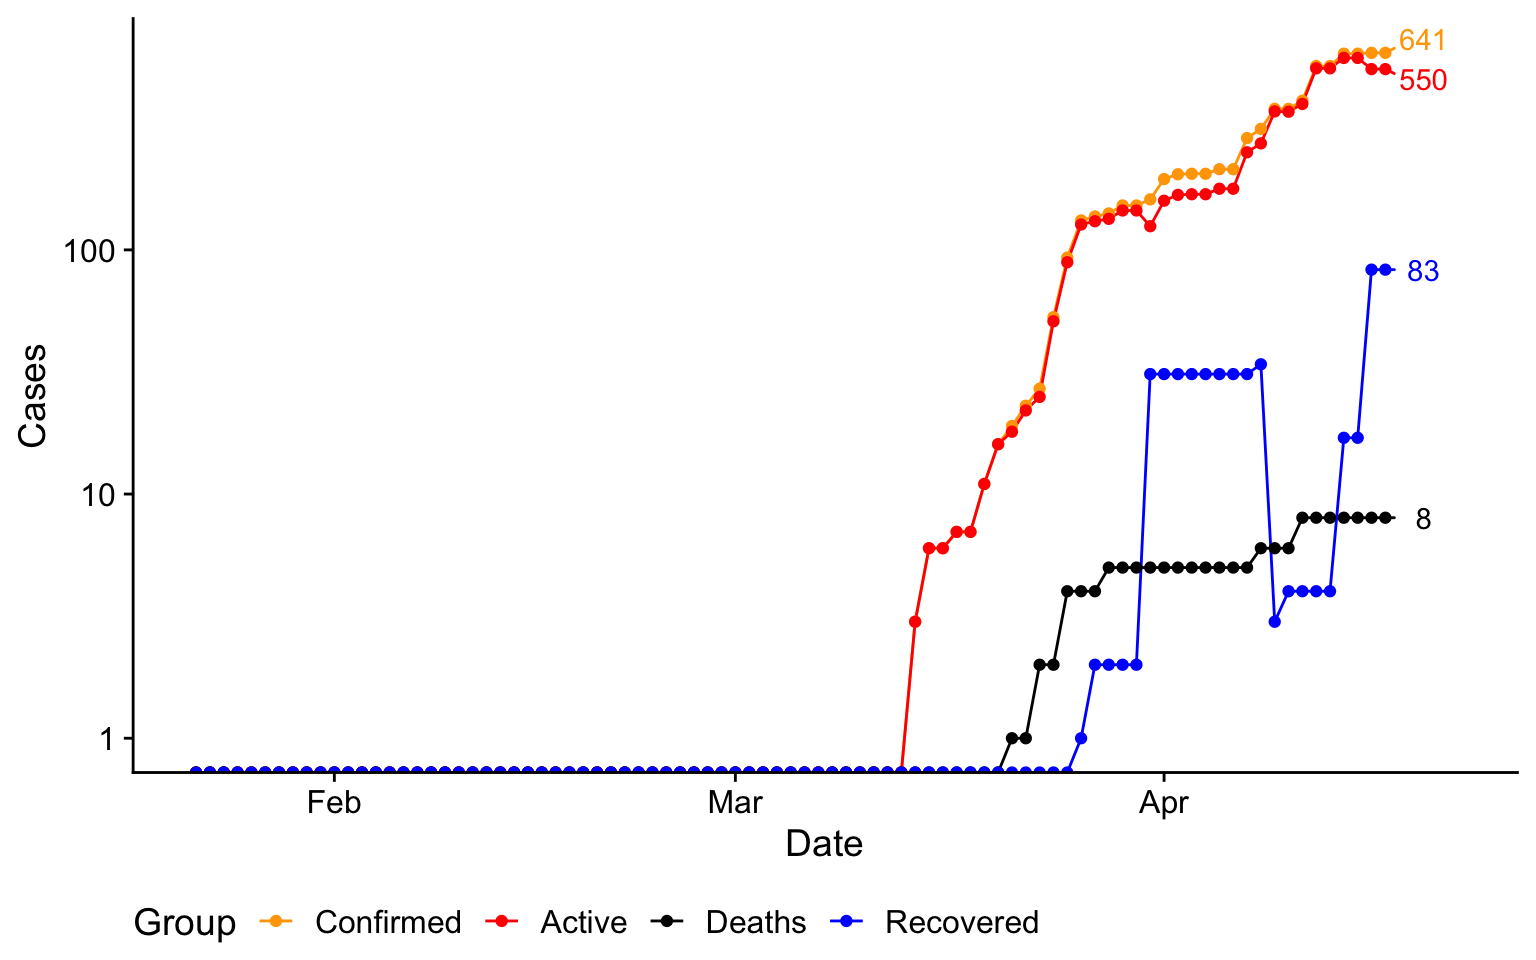 641
550
100
83
Cases
10
8
1
Feb Mar Apr
Date
Group Confirmed Active Deaths Recovered